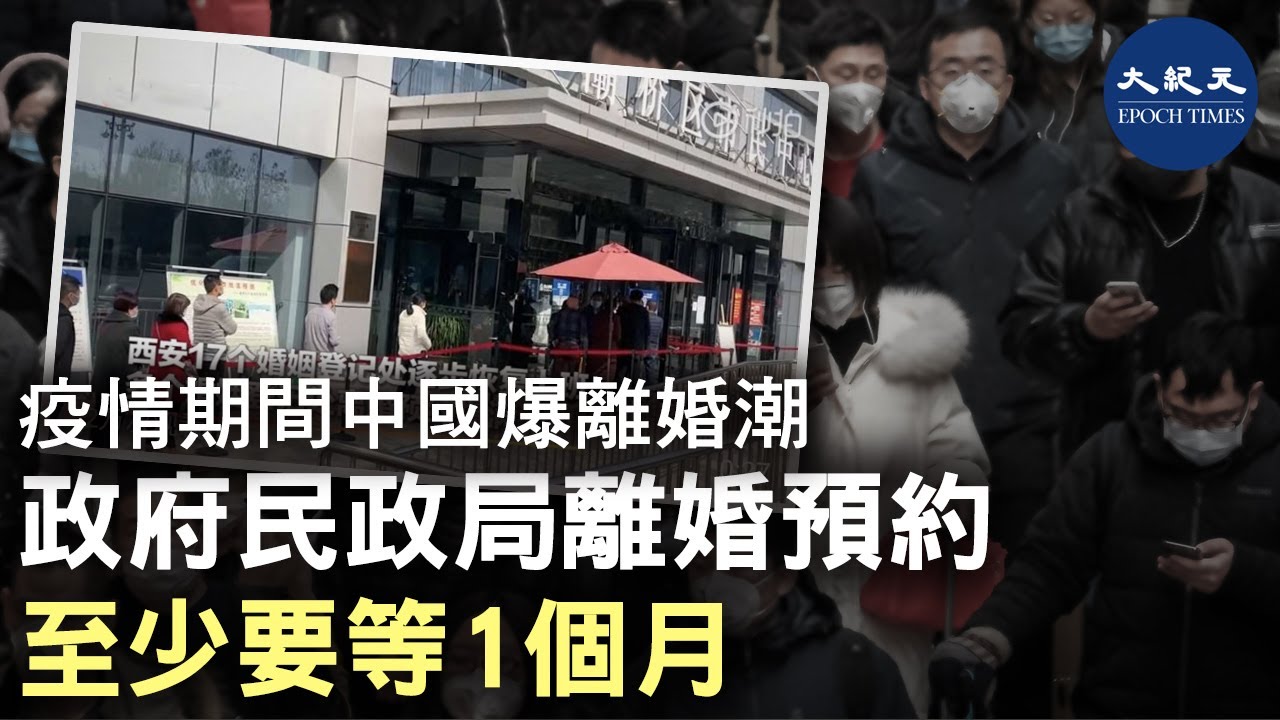 大紀元
EPOCH TIMES
西安17个婚姻登记处逐步恢复
疫情期間中國爆離婚潮
政府民政局離婚預約
至少要等1個月